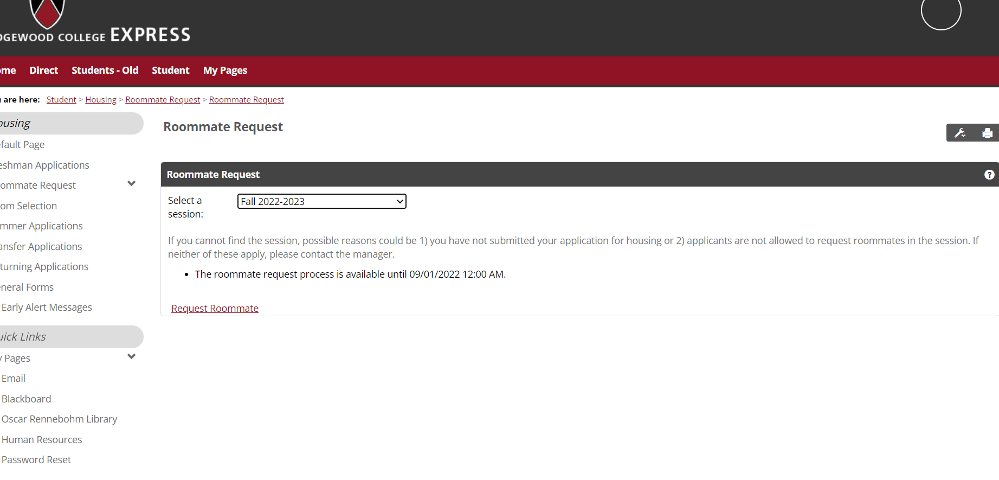 DGEWOOD COLLEGE EXPRESS
ome Direct Students - Old Student My Pages
are here: Student > Housing > Roommate Request > Roommate Request
ousing
fault Page
eshman Applications
ommate Request
om Selection
mmer Applications
ansfer Applications
turning Applications
neral Forms
Early Alert Messages
uick Links
y Pages
Email
Blackboard
Oscar Rennebohm Library
Human Resources
Password Reset
Roommate Request
Roommate Request
?
Select a
session:
Fall 2022-2023
If you cannot find the session, possible reasons could be 1) you have not submitted your application for housing or 2) applicants are not allowed to request roommates in the session. If
neither of these apply, please contact the manager.
• The roommate request process is available until 09/01/2022 12:00 AM.
Request Roommate